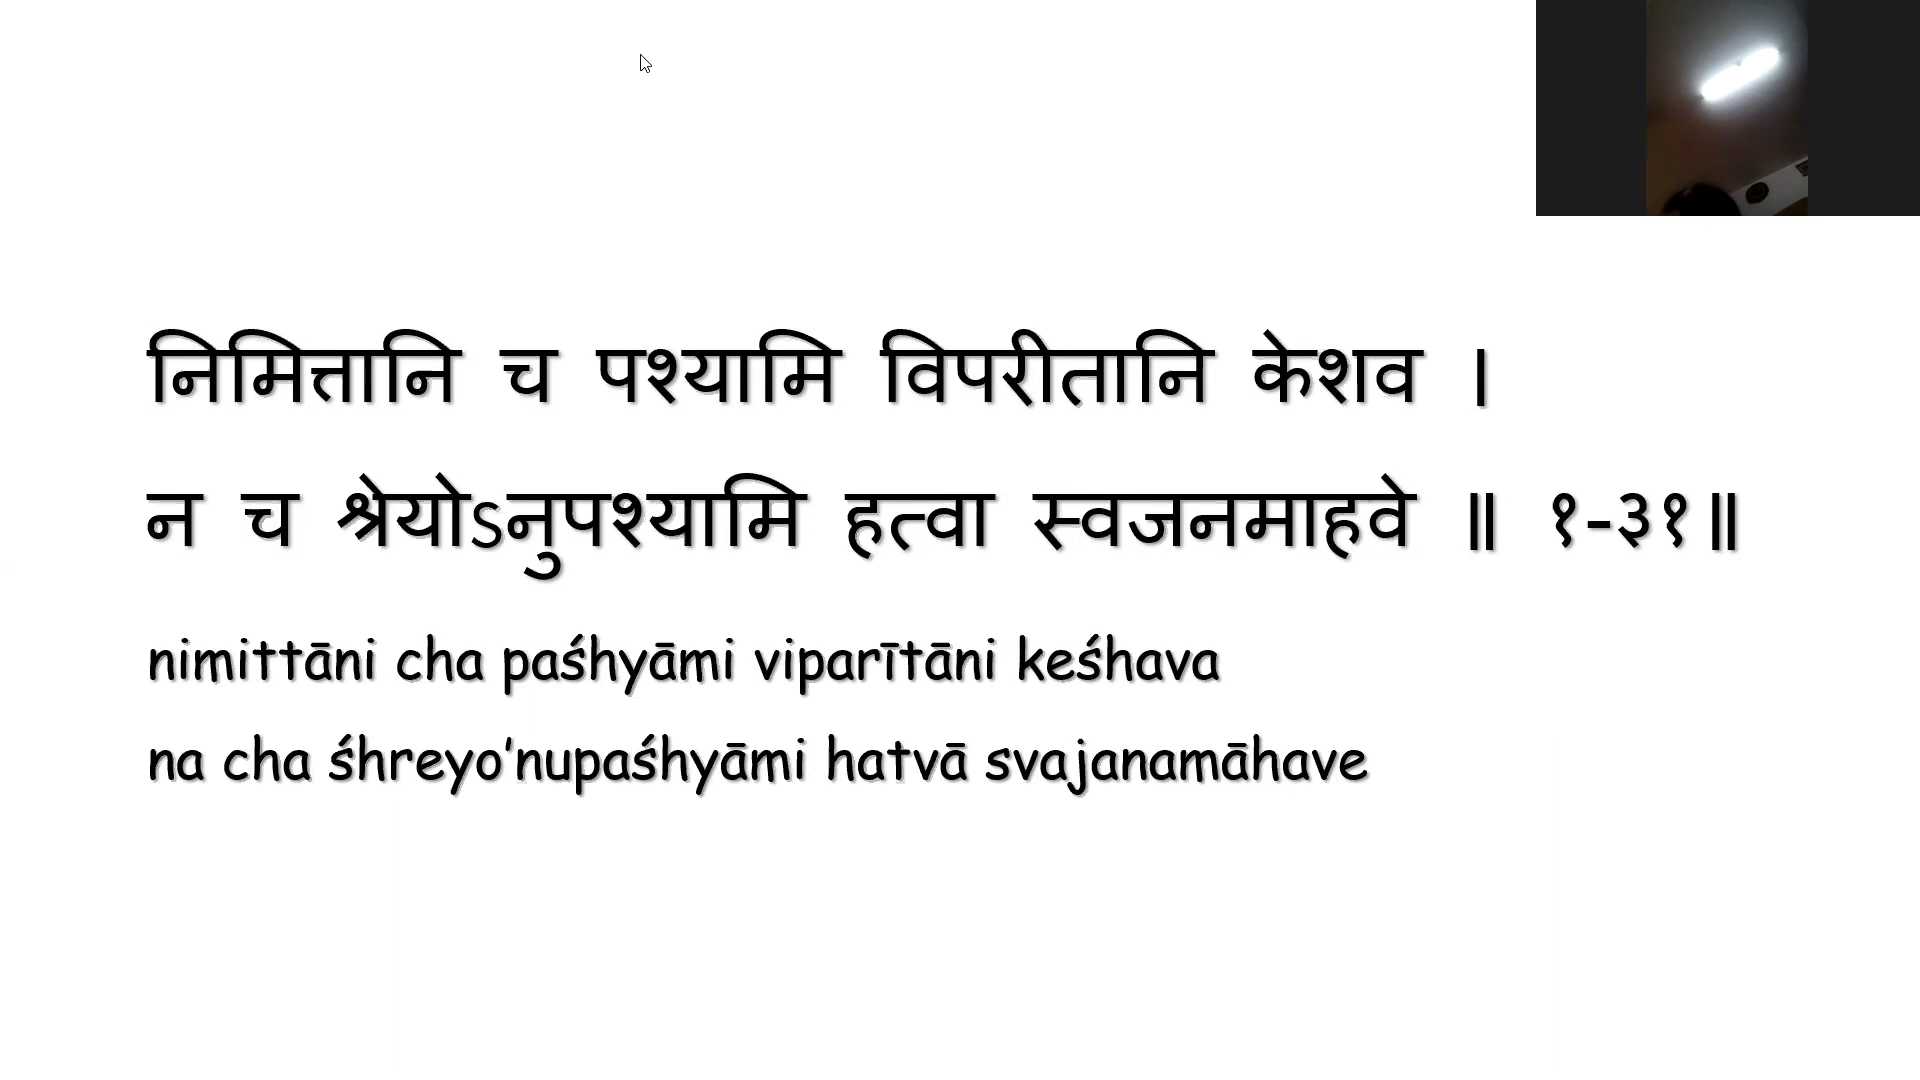 निमित्तानि च पश्यामि विपरीतानि केशव ।
न च श्रेयोऽनुपश्यामि हत्वा स्वजनमाहवे ॥ १-३१॥
nimittāni cha paśhyāmi viparītāni keśhava
na cha śhreyo’nupaśhyāmi hatvā svajanamāhave